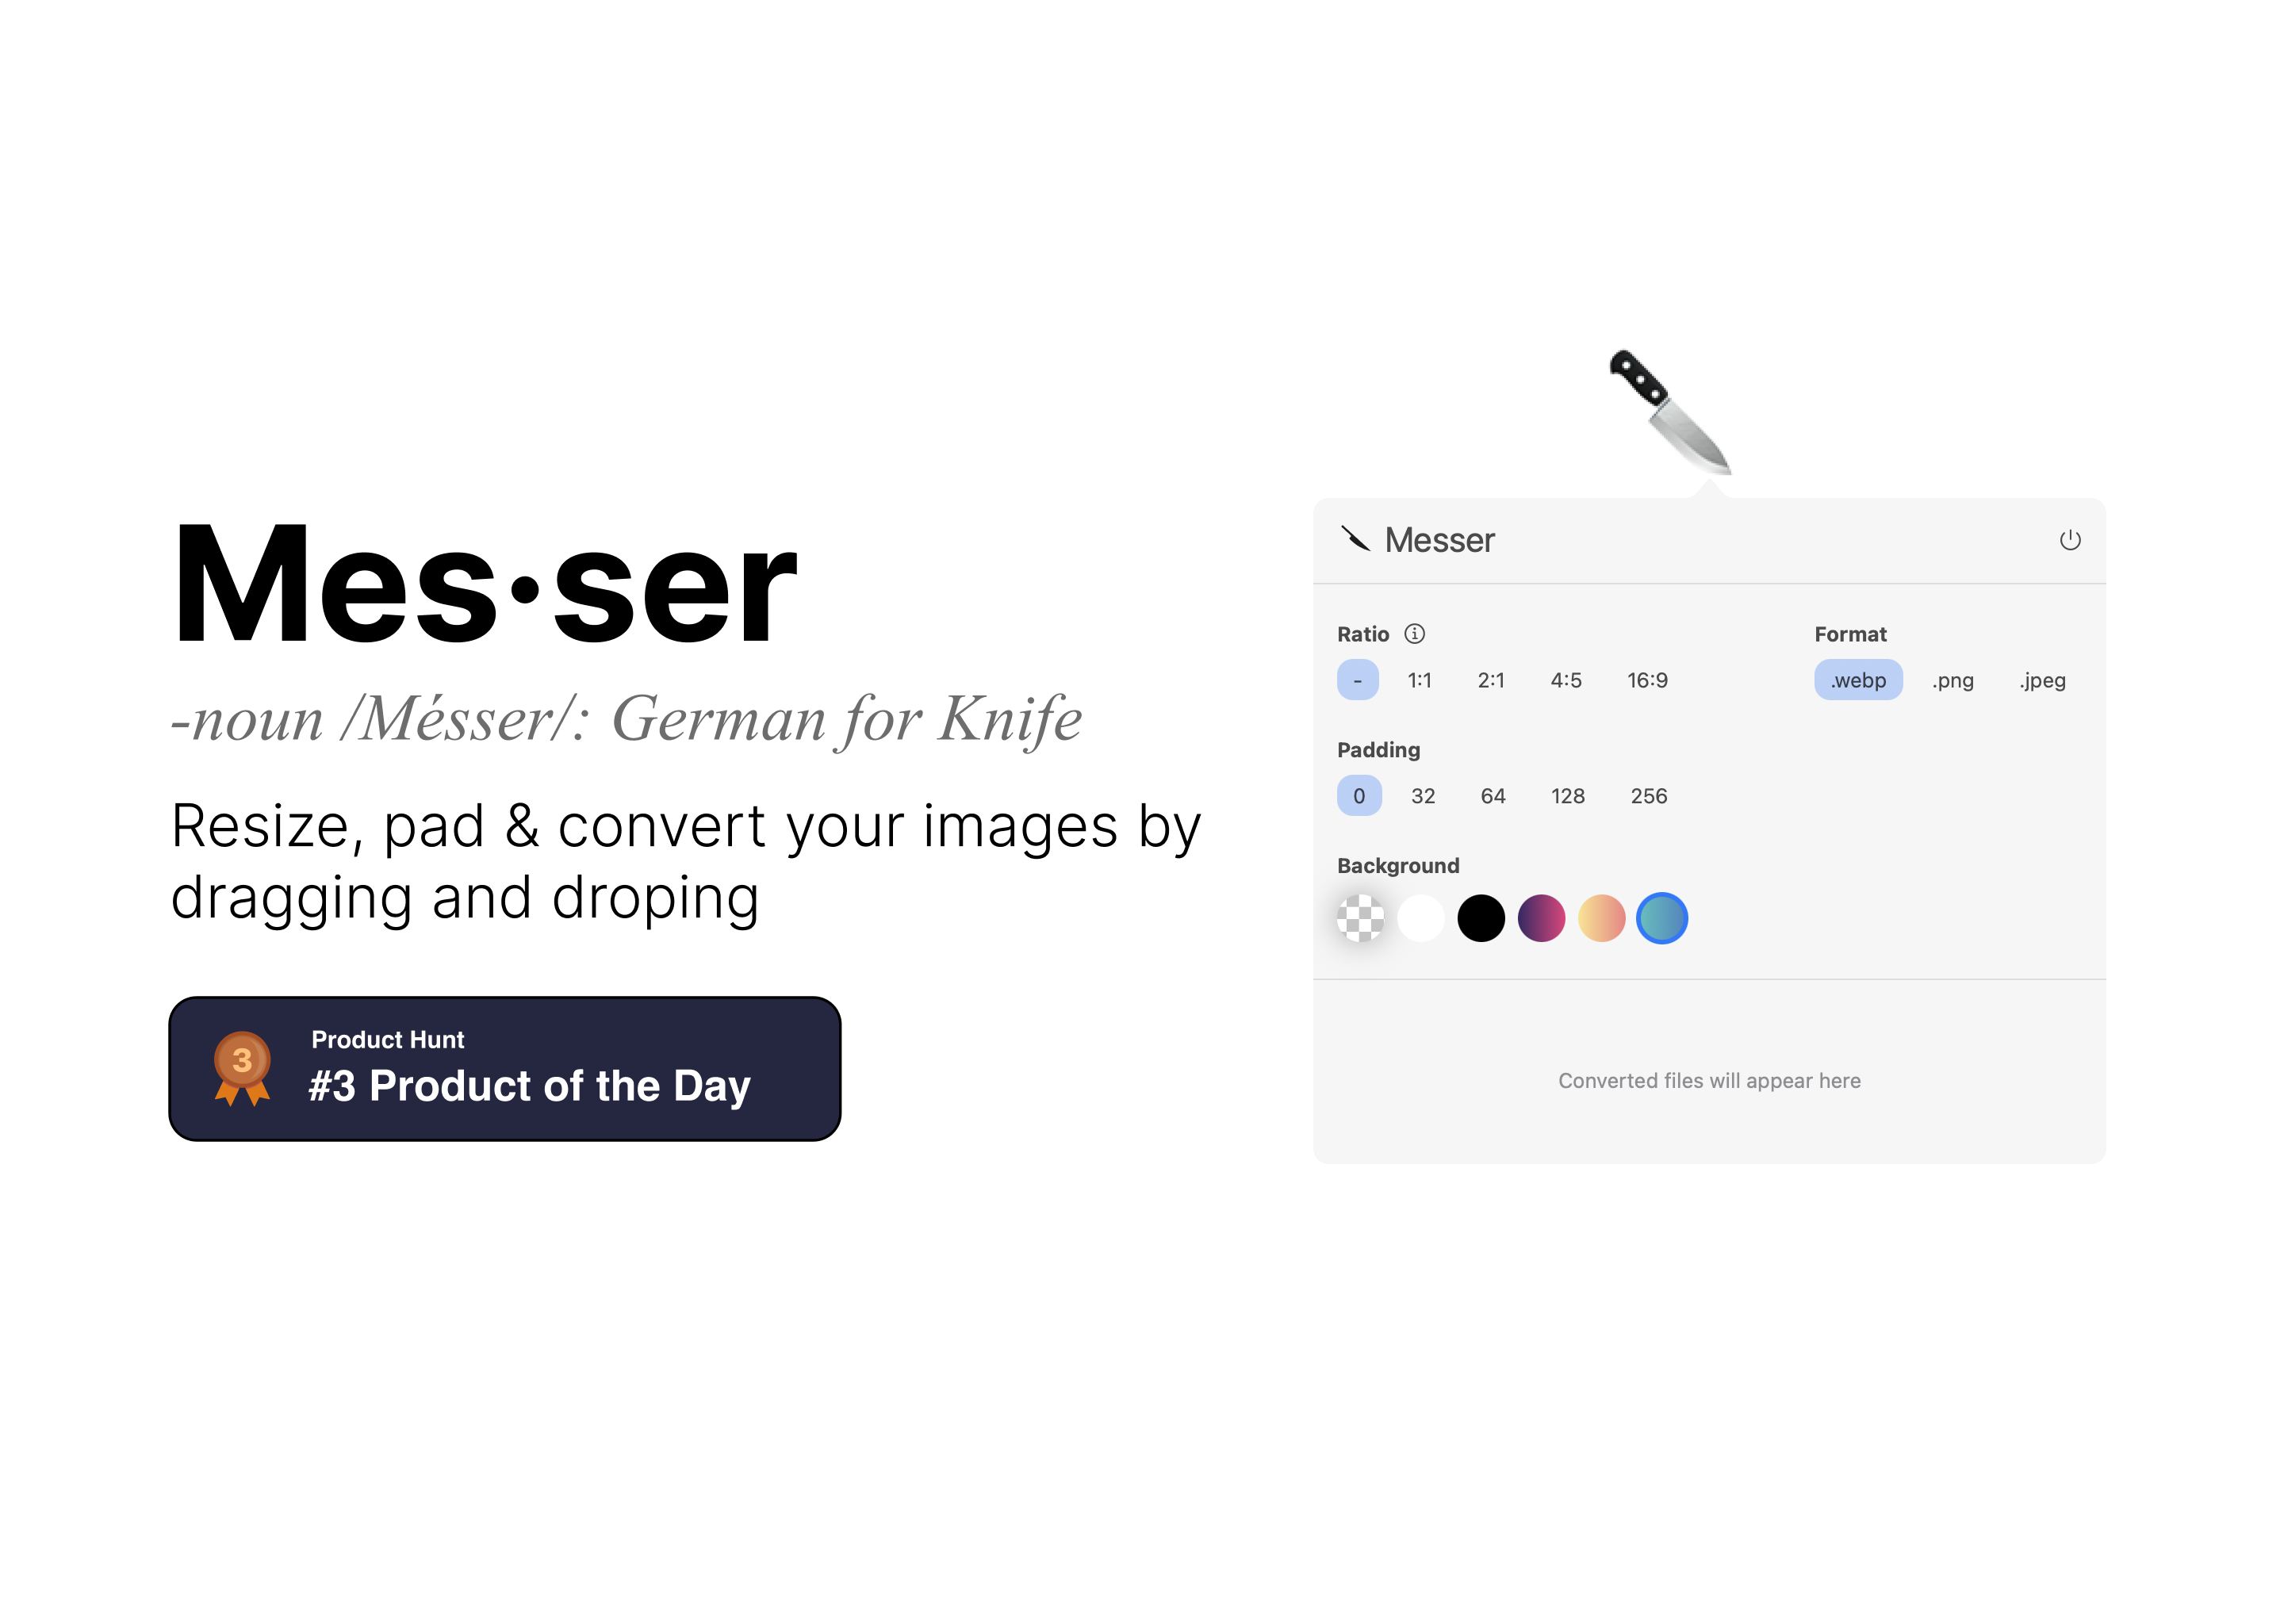 Mes·ser
-noun /Mésser/: German for Knife
Resize, pad & convert your images by
dragging and droping
3
Product Hunt
#3 Product of the Day
Messer
Ratio
- 1:1 2:1 4:5 16:9
Format
.webp .png .jpeg
Padding
0 32 64 128 256
Background
Converted files will appear here